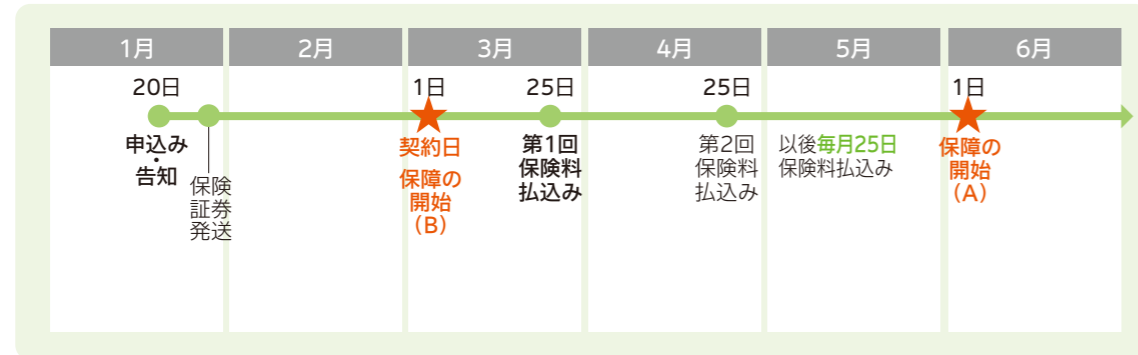 1月
2月
3月
4月
5月
6月
20日
1日
25日
25日
1日
申込み
・
告知
保険
証券
発送
契約日
保障の
開始
（B）
第1回
保険料
払込み
第2回
保険料
払込み
以後毎月25日
保険料払込み
保障の
開始
（A）